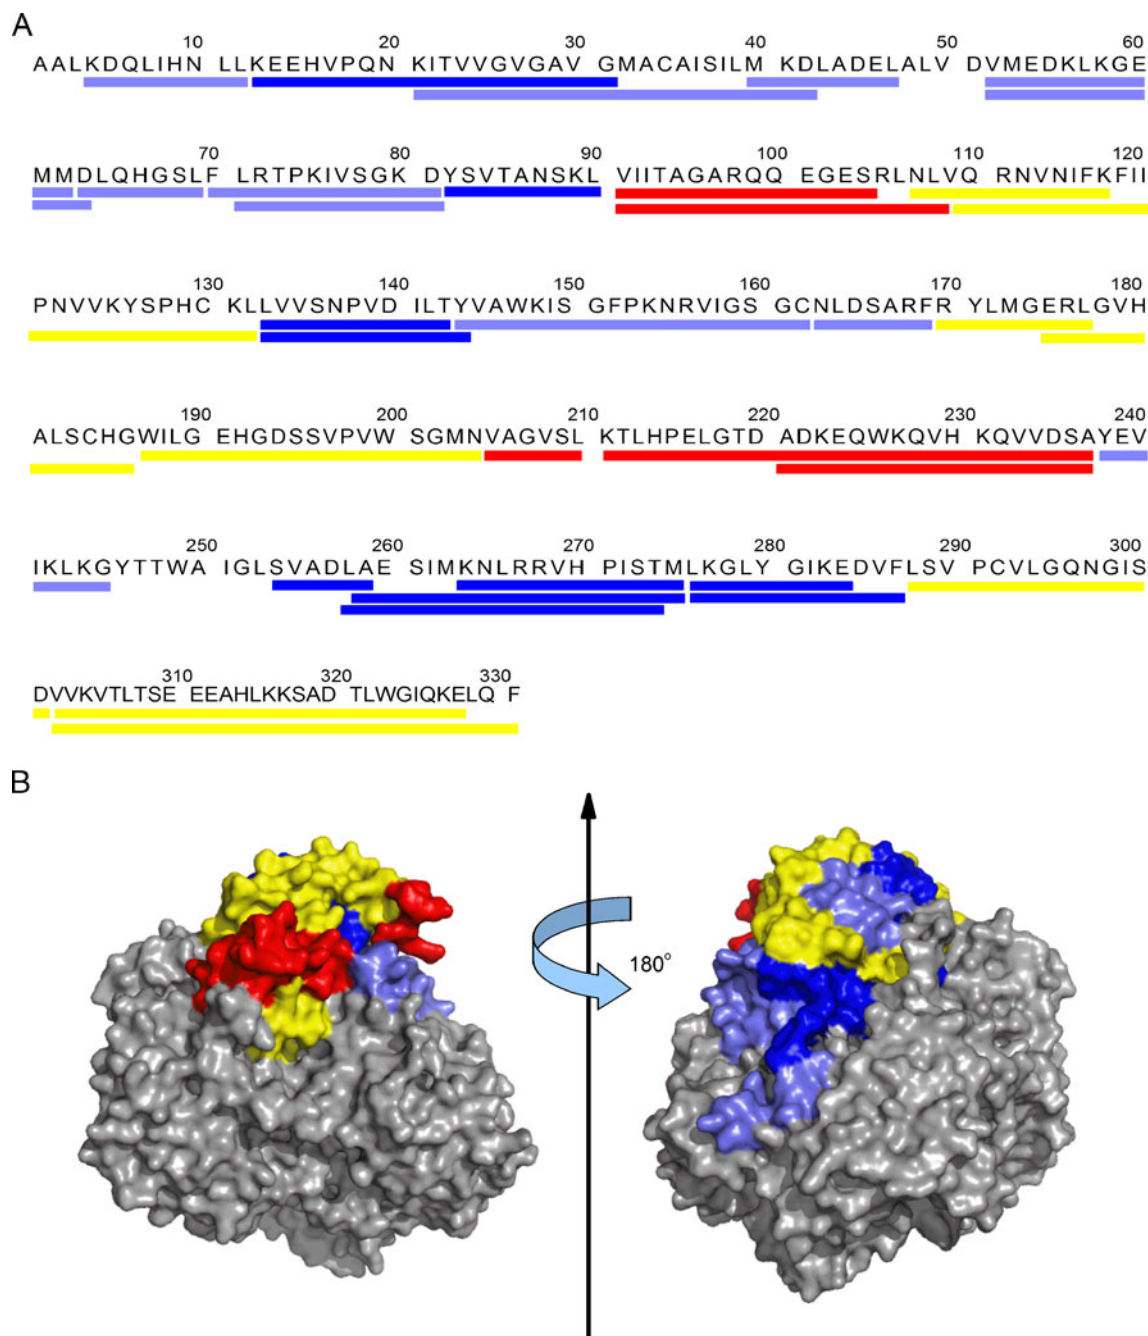 A
10 20 30 40 50 60
AALKDQLIHN LLKEEHVPQN KITVVGVGAV GMACAISILM KDLADELALV DVMEDKLKGE
70 80 90 100 110 120
MMDLQHGSLF LRTPKIVSGK DYSVTANSKL VIITAGARQQ EGESRLNLVQ RNVNIFKFII
130 140 150 160 170 180
PNVVKYSPHC KLLVVSNPVD ILTYVAWKIS GFPKNRVIGS GCNLDSARFR YLMGERLGVH
190 200 210 220 230 240
ALSCHGWILG EHGDSSVPVW SGMNVAGVSL KTLHPELGTD ADKEQWKQVH KQVVDSAYEV
250 260 270 280 290 300
IKLKGYTTWA IGLSVADLAE SIMKNLRRVH PISTMLKGLY GIKEDVFLSV PCVLGQNGIS
310 320 330
DVVKVTLTSE EEAHLKKSAD TLWGIQKELQ F
B
180°